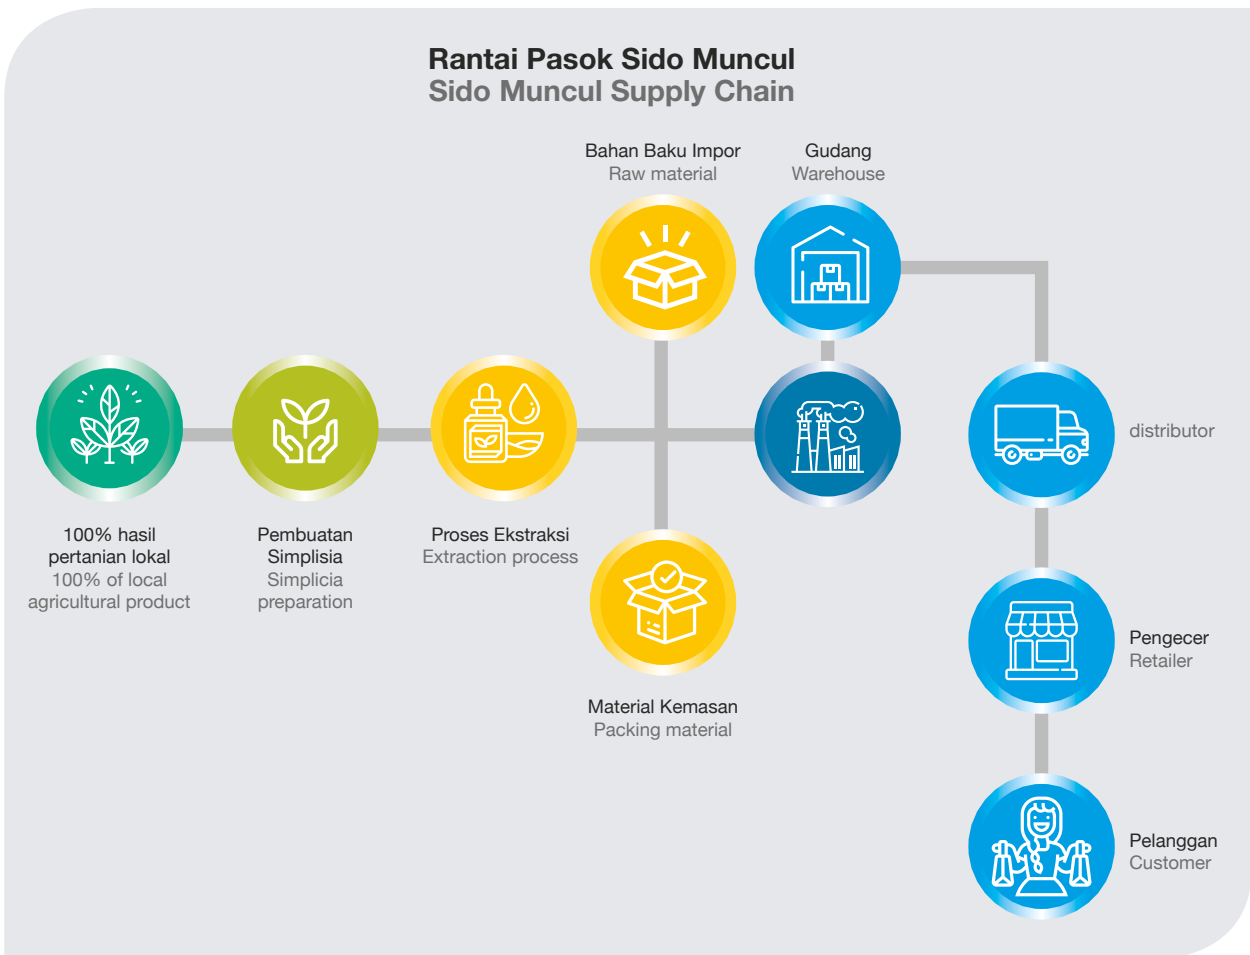 Rantai Pasok Sido Muncul
Sido Muncul Supply Chain
Bahan Baku Impor
Raw material
Gudang
Warehouse
100% hasil
pertanian lokal
100% of local
agricultural product
Pembuatan
Simplisia
Simplicia
preparation
Proses Ekstraksi
Extraction process
Material Kemasan
Packing material
distributor
Pengecer
Retailer
Pelanggan
Customer